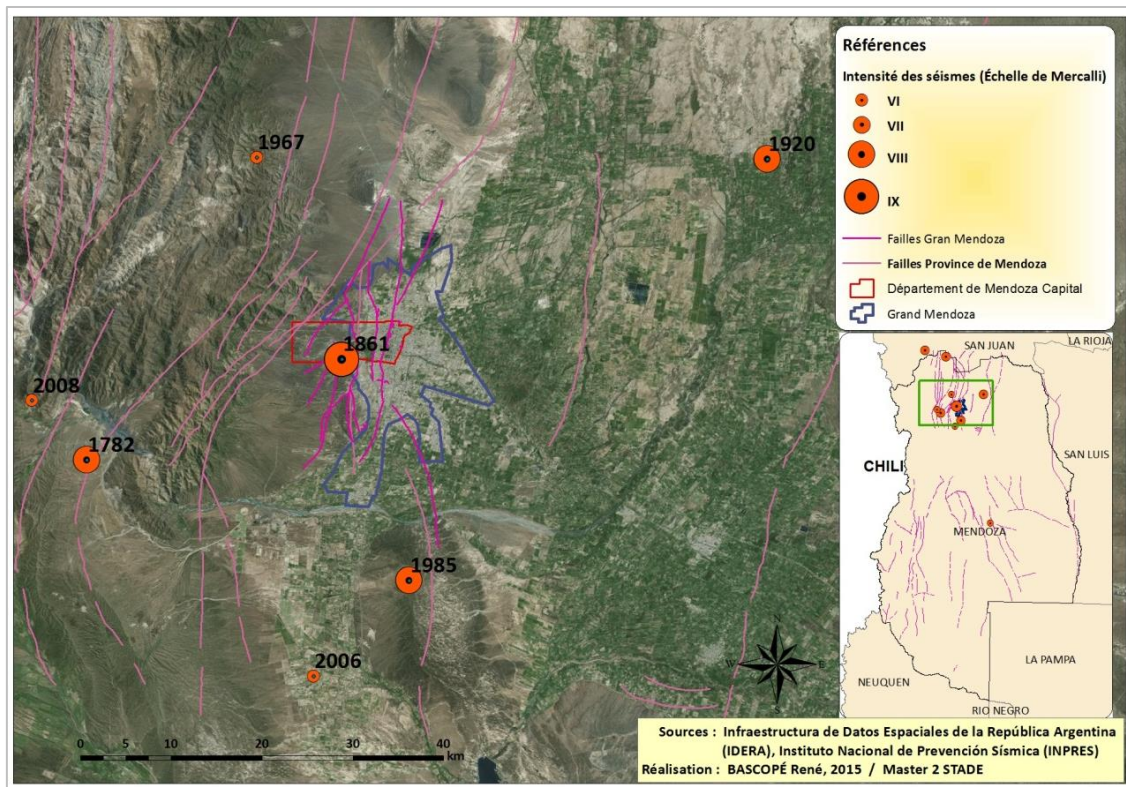 Références
Intensité des séismes (Échelle de Mercalli)
VI
VII
VIII
IX
Failles Gran Mendoza
Failles Province de Mendoza
Département de Mendoza Capital
Grand Mendoza
1967
1920
1861
2008
1782
1985
2006
N
W
E
S
0 5 10 20 30 40
km
SAN JUAN
LA RIOJA
CHILI
SAN LUIS
MENDOZA
LA PAMPA
NEUQUEN
RIO NEGRO
Sources : Infraestructura de Datos Espaciales de la República Argentina
(IDERA), Instituto Nacional de Prevención Sísmica (INPRES)
Réalisation : BASCOPÉ René, 2015 / Master 2 STADE